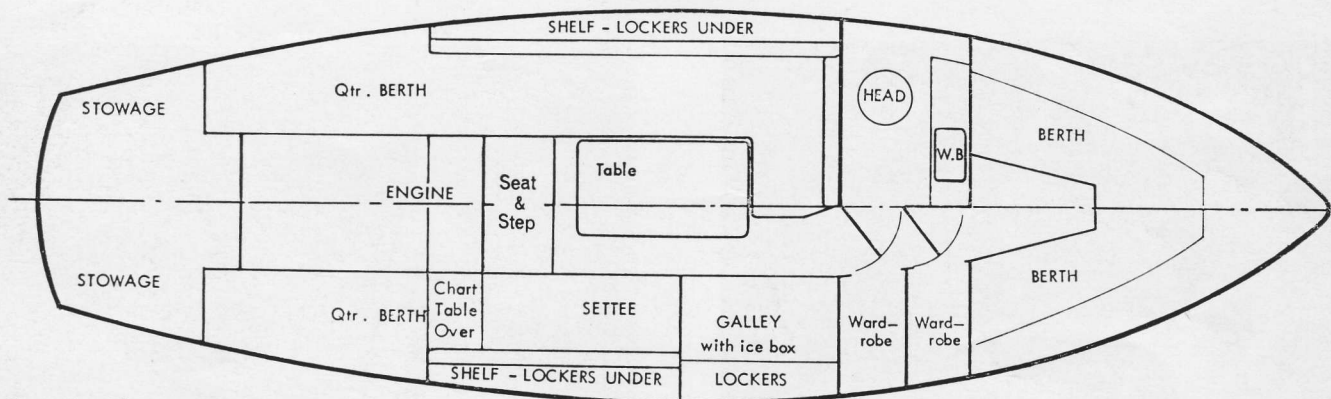 SHELF - LOCKERS UNDER
STOWAGE
Qtr. BERTH
HEAD
BERTH
W.B
Table
ENGINE
Seat
&
Step
STOWAGE
Qtr. BERTH
Chart
Table
Over
SETTEE
GALLEY
with ice box
Ward-
robe
Ward-
robe
BERTH
SHELF - LOCKERS UNDER
LOCKERS